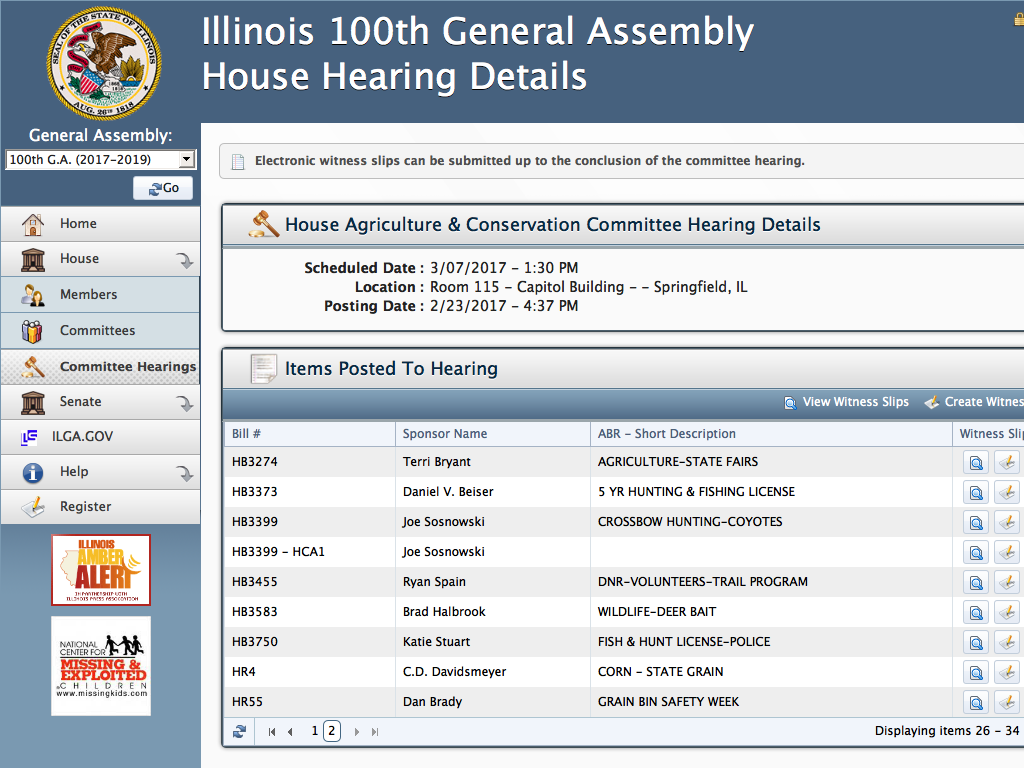 SEAL OF THE STATE OF ILLINOIS
AUG. 26TH 1818
Illinois 100th General Assembly
House Hearing Details
General Assembly:
100th G.A. (2017-2019)
Go
Home
House
Members
Committees
Committee Hearings
Senate
ILGA.GOV
Help
Register
ILLINOIS
AMBER
ALERT
IN PARTNERSHIP WITH
ILLINOIS PRESS ASSOCIATION
NATIONAL
CENTER FOR
MISSING &
EXPLOITED
CHILDREN
www.missingkids.com
Electronic witness slips can be submitted up to the conclusion of the committee hearing.
House Agriculture & Conservation Committee Hearing Details
Scheduled Date : 3/07/2017 - 1:30 PM
Location : Room 115 - Capitol Building - - Springfield, IL
Posting Date : 2/23/2017 - 4:37 PM
Items Posted To Hearing
View Witness Slips Create Witnes
Bill # Sponsor Name ABR - Short Description Witness Slip
HB3274 Terri Bryant AGRICULTURE-STATE FAIRS
HB3373 Daniel V. Beiser 5 YR HUNTING & FISHING LICENSE
HB3399 Joe Sosnowski CROSSBOW HUNTING-COYOTES
HB3399 - HCA1 Joe Sosnowski
HB3455 Ryan Spain DNR-VOLUNTEERS-TRAIL PROGRAM
HB3583 Brad Halbrook WILDLIFE-DEER BAIT
HB3750 Katie Stuart FISH & HUNT LICENSE-POLICE
HR4 C.D. Davidsmeyer CORN - STATE GRAIN
HR55 Dan Brady GRAIN BIN SAFETY WEEK
1 2 Displaying items 26 - 34